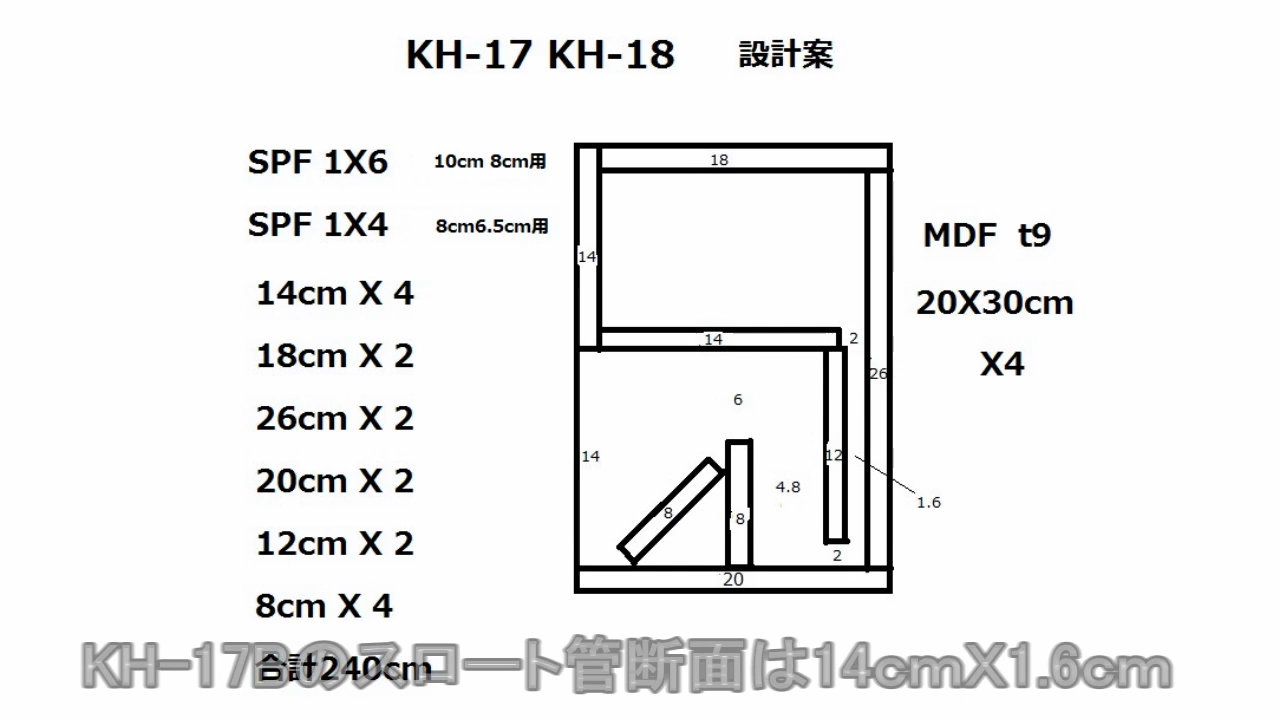 KH-17 KH-18 設計案
SPF 1X6 10cm 8cm用
SPF 1X4 8cm6.5cm用
14cm X 4
18cm X 2
26cm X 2
20cm X 2
12cm X 2
8cm X 4
合計240cm
18
14
14
2
26
6
14
12
4.8
8
8
1.6
2
20
MDF t9
20X30cm
X4
KH-17Bのスロート管断面は14cmX1.6cm